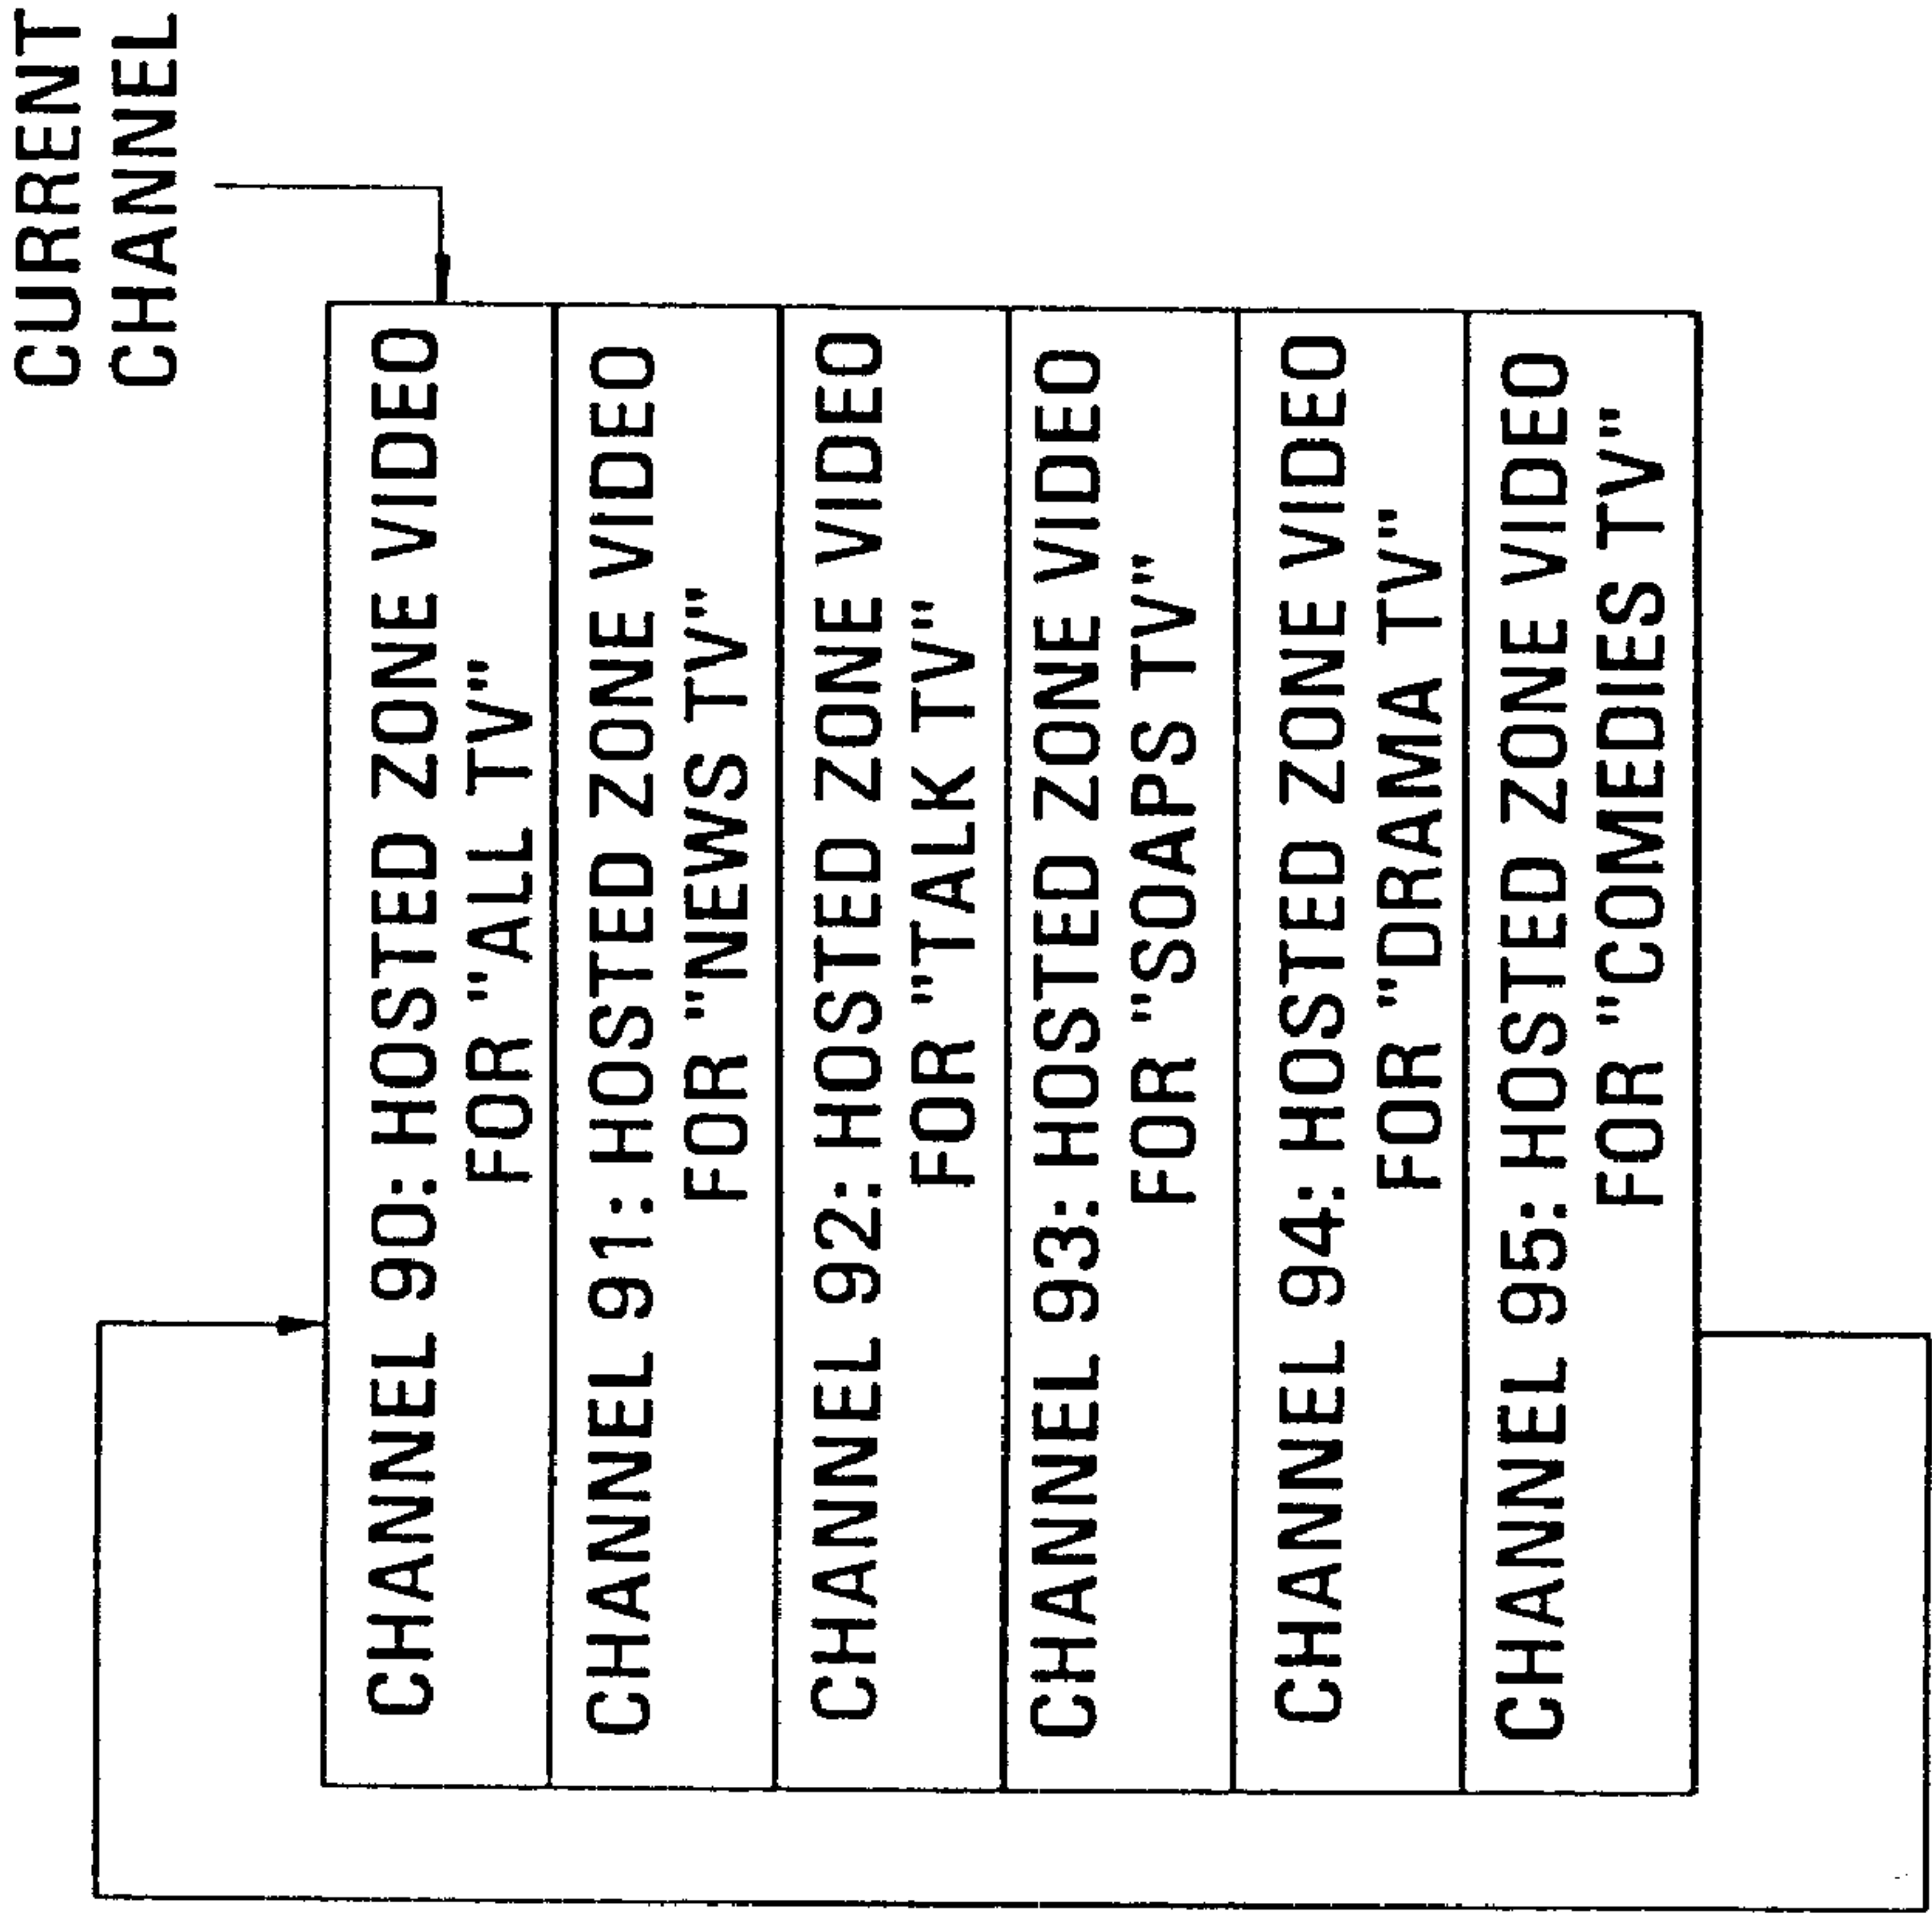 CURRENT
CHANNEL
CHANNEL 90: HOSTED ZONE VIDEO
FOR "ALL TV"
CHANNEL 91: HOSTED ZONE VIDEO
FOR "NEWS TV"
CHANNEL 92: HOSTED ZONE VIDEO
FOR "TALK TV"
CHANNEL 93: HOSTED ZONE VIDEO
FOR "SOAPS TV"
CHANNEL 94: HOSTED ZONE VIDEO
FOR "DRAMA TV"
CHANNEL 95: HOSTED ZONE VIDEO
FOR "COMEDIES TV"